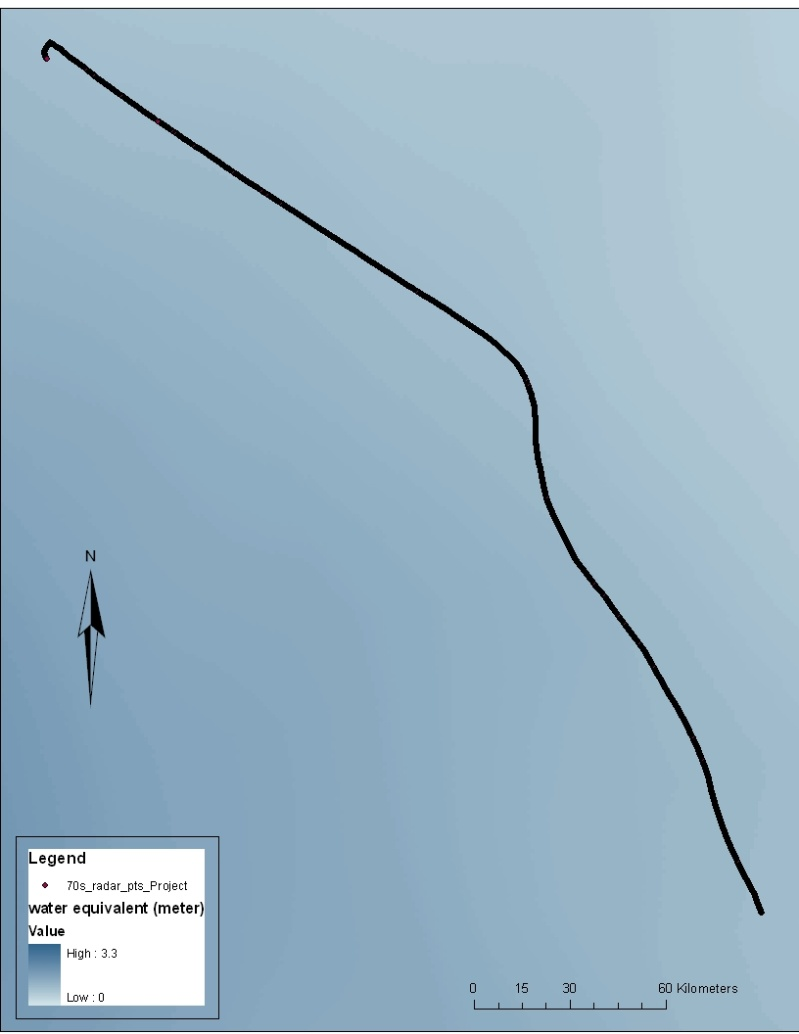 N
Legend
70s_radar_pts_Project
water equivalent (meter)
Value
High : 3.3
Low : 0
0 15 30 60 Kilometers